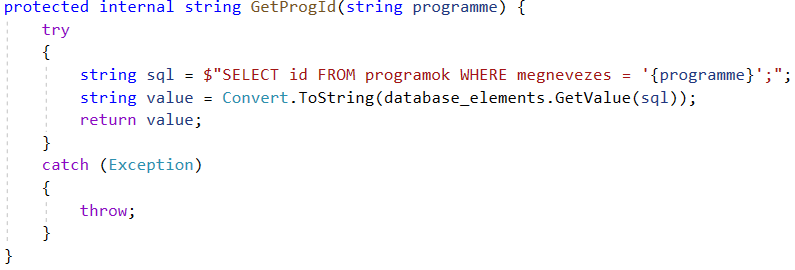 protected internal string GetProgId(string programme) {
try
{
string sql = $"SELECT id FROM programok WHERE megnevezes = '{programme}';";
string value = Convert.ToString(database_elements.GetValue(sql));
return value;
}
catch (Exception)
{
throw;
}
}